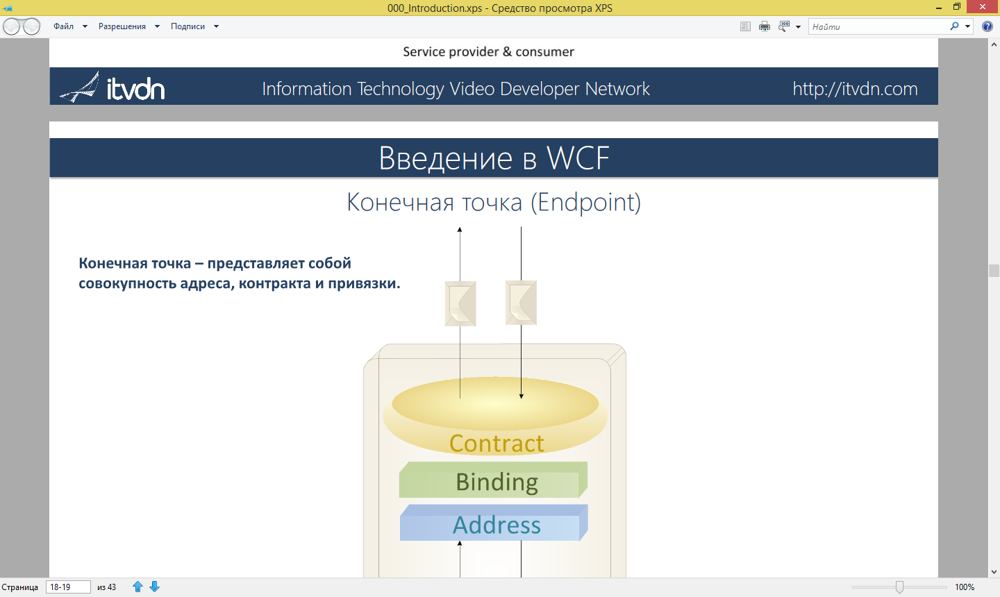 000_Introduction.xps - Средство просмотра XPS
Файл Разрешения Подписи 100 Найти ?
Service provider & consumer
itvdn Information Technology Video Developer Network http://itvdn.com
Введение в WCF
Конечная точка (Endpoint)
Конечная точка – представляет собой
совокупность адреса, контракта и привязки.
Contract
Binding
Address
Страница 18-19 из 43 100%